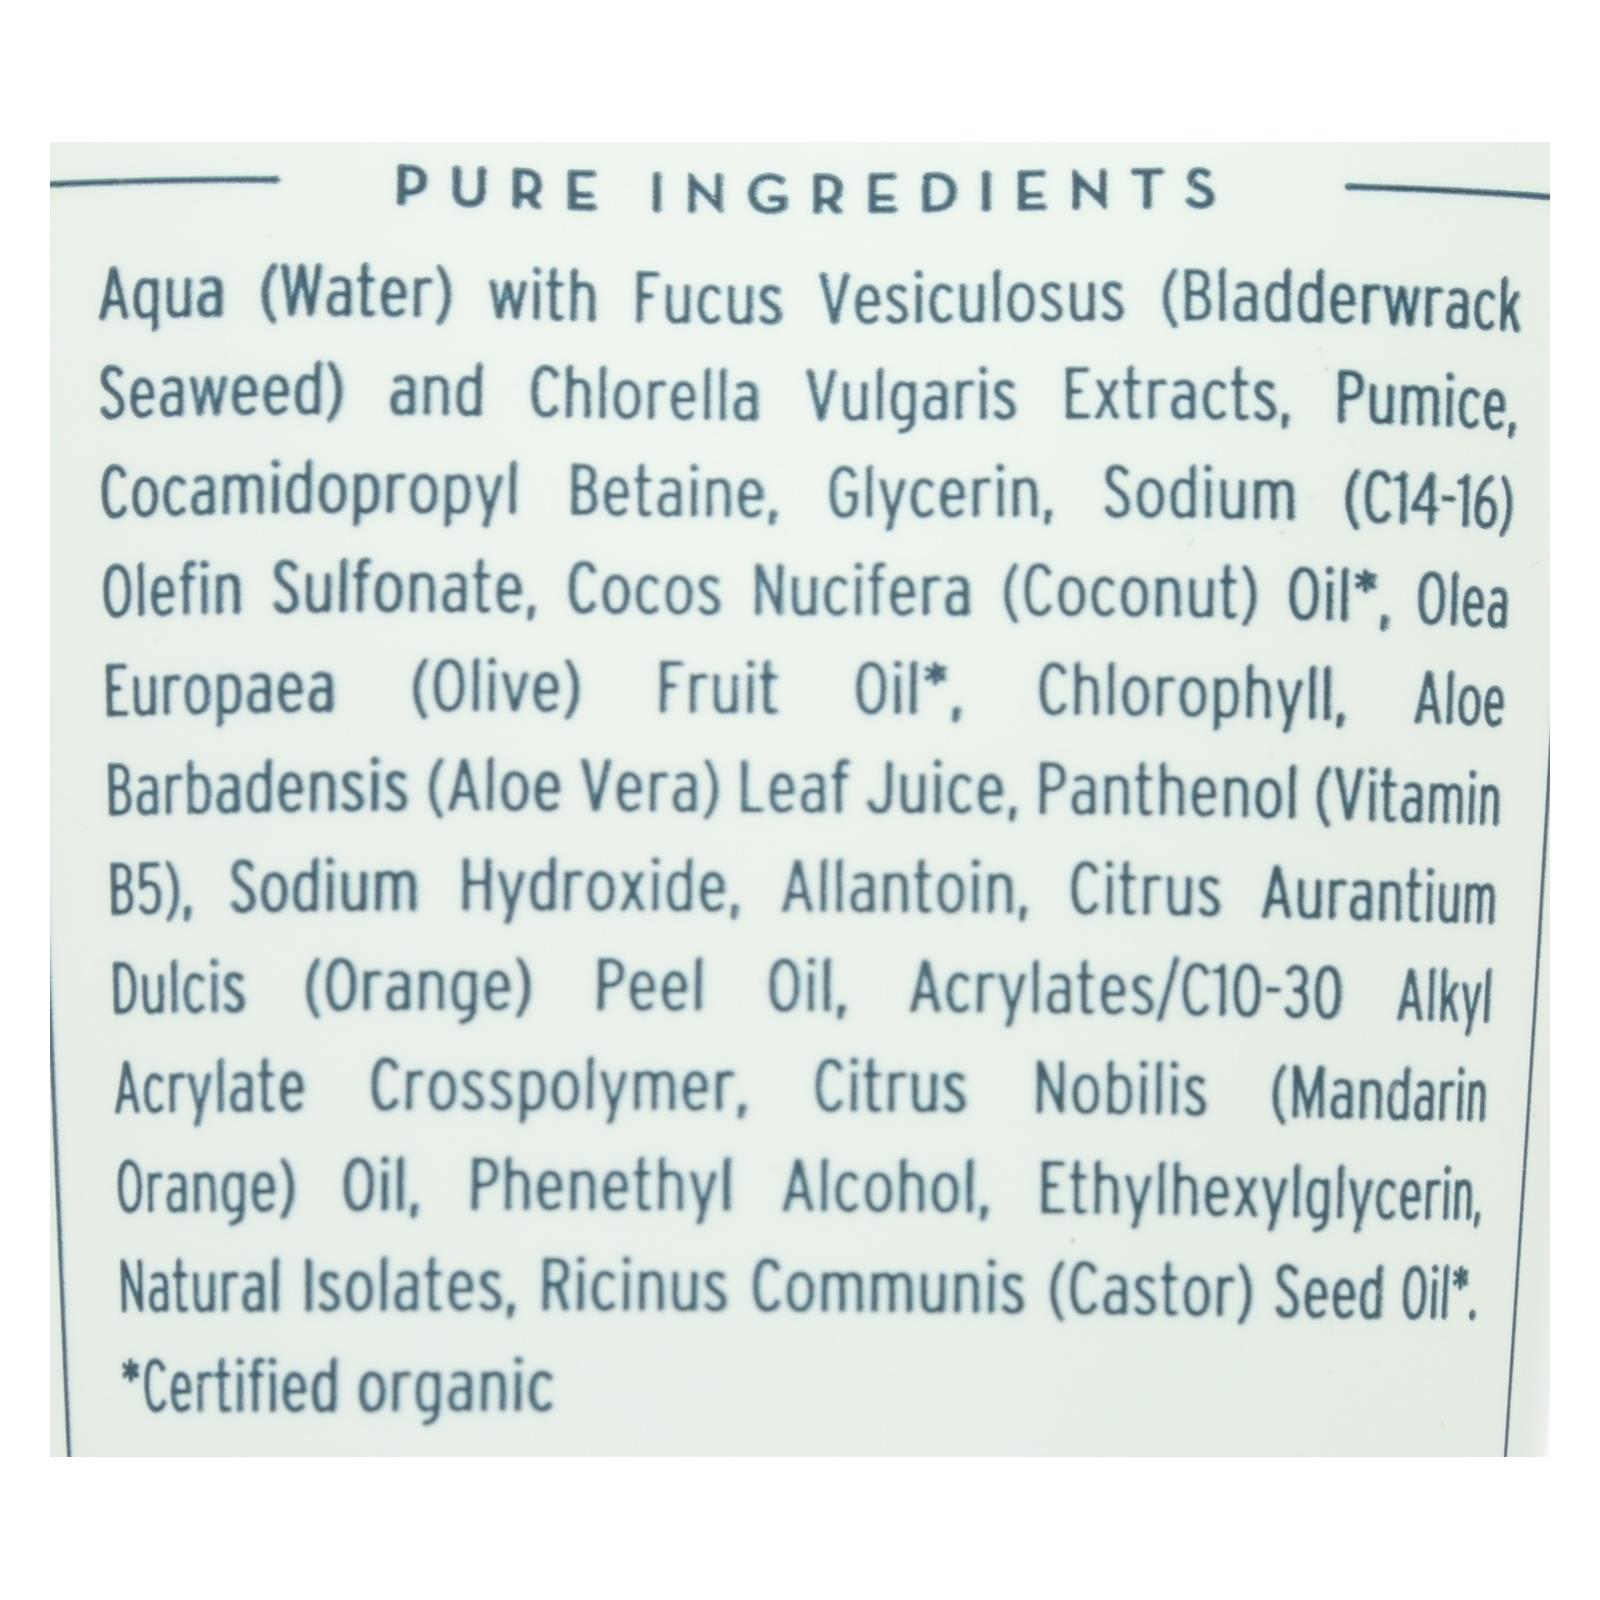 PURE INGREDIENTS
Aqua (Water) with Fucus Vesiculosus (Bladderwrack
Seaweed) and Chlorella Vulgaris Extracts, Pumice,
Cocamidopropyl Betaine, Glycerin, Sodium (C14-16)
Olefin Sulfonate, Cocos Nucifera (Coconut) Oil*, Olea
Europaea (Olive) Fruit Oil*, Chlorophyll, Aloe
Barbadensis (Aloe Vera) Leaf Juice, Panthenol (Vitamin
B5), Sodium Hydroxide, Allantoin, Citrus Aurantium
Dulcis (Orange) Peel Oil, Acrylates/C10-30 Alkyl
Acrylate Crosspolymer, Citrus Nobilis (Mandarin
Orange) Oil, Phenethyl Alcohol, Ethylhexylglycerin,
Natural Isolates, Ricinus Communis (Castor) Seed Oil*.
*Certified organic